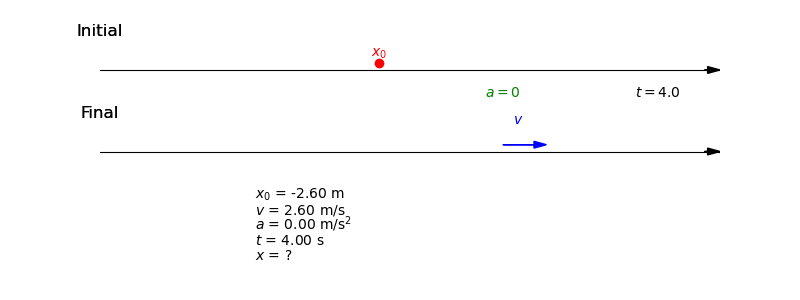 Initial
x₀
a = 0
t = 4.0
Final
v
x₀ = -2.60 m
v = 2.60 m/s
a = 0.00 m/s²
t = 4.00 s
x = ?